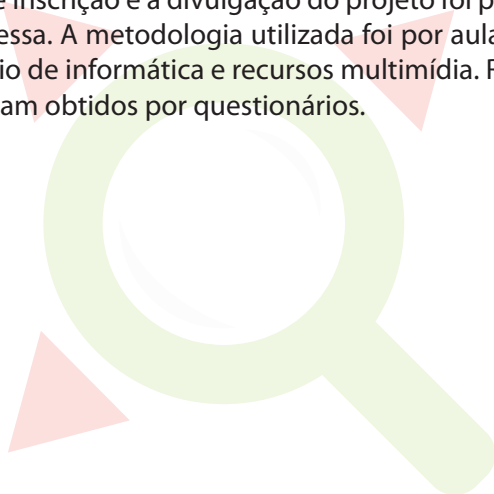 inscrição e a divulgação do projeto foi
essa. A metodologia utilizada foi por
io de informática e recursos multimídia.
am obtidos por questionários.